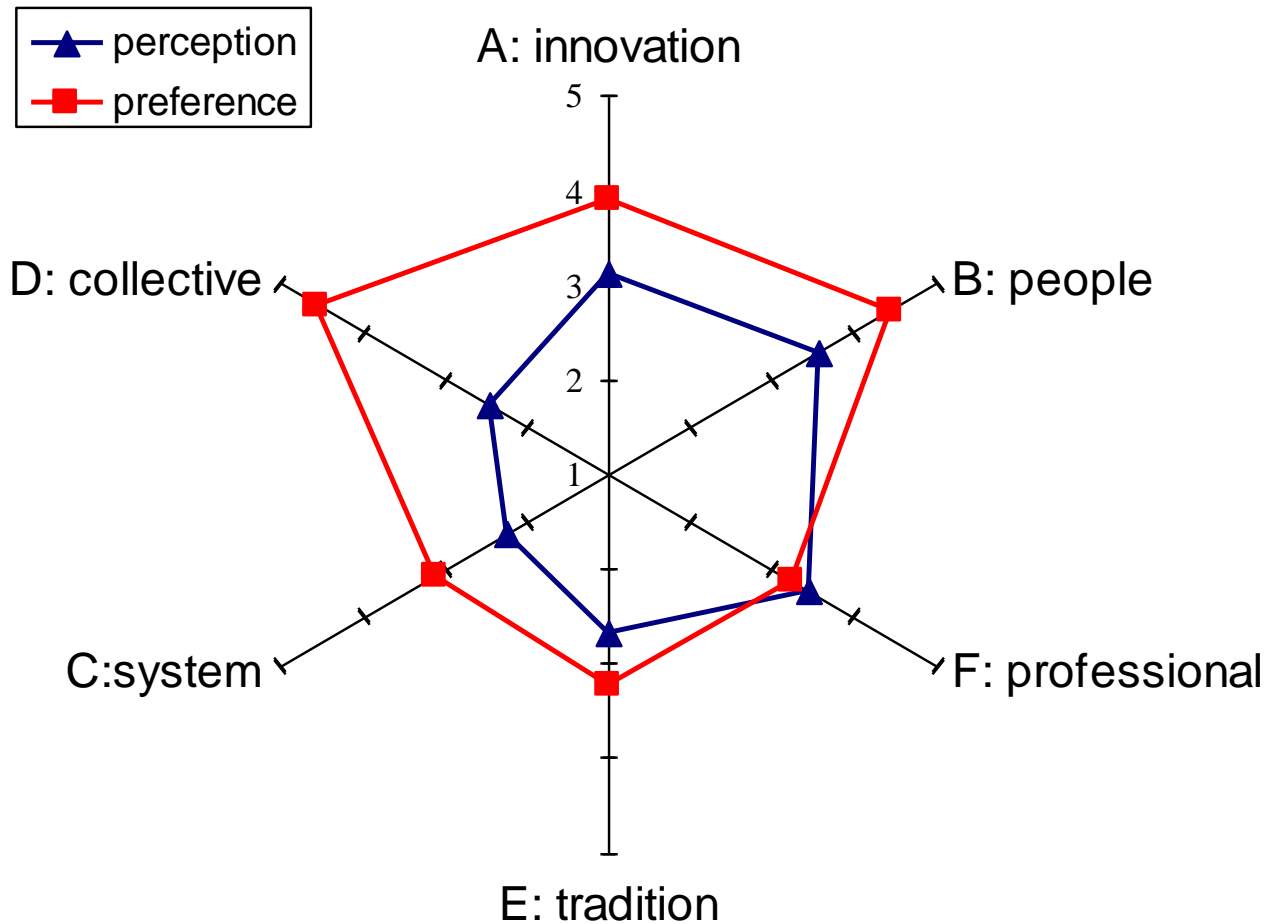 perception
preference
A: innovation
5
4
3
2
1
D: collective
B: people
C:system
F: professional
E: tradition